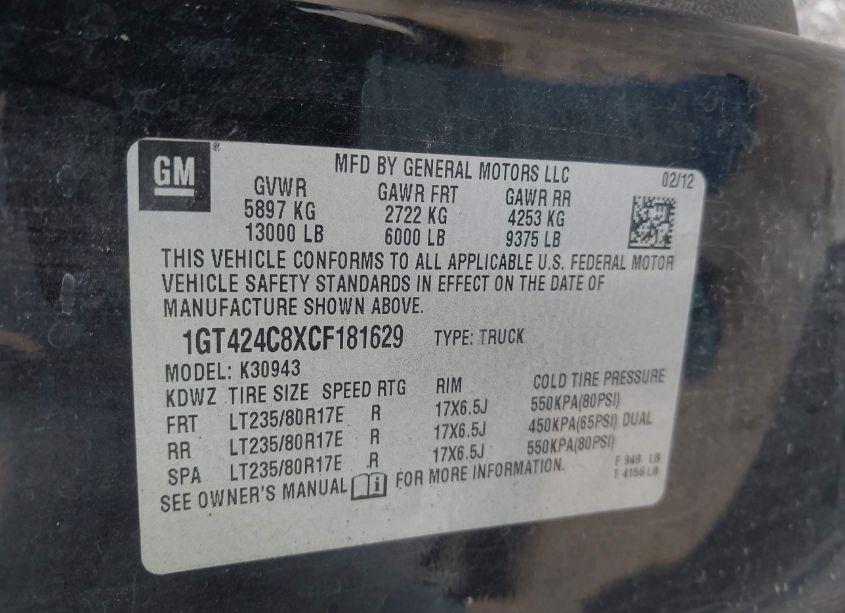 GM
MFD BY GENERAL MOTORS LLC 02/12
GVWR GAWR FRT GAWR RR
5897 KG 2722 KG 4253 KG
13000 LB 6000 LB 9375 LB
THIS VEHICLE CONFORMS TO ALL APPLICABLE U.S. FEDERAL MOTOR
VEHICLE SAFETY STANDARDS IN EFFECT ON THE DATE OF
MANUFACTURE SHOWN ABOVE.
1GT424C8XCF181629 TYPE: TRUCK
MODEL: K30943
KDWZ TIRE SIZE SPEED RTG RIM COLD TIRE PRESSURE
FRT LT235/80R17E R 17X6.5J 550KPA(80PSI)
RR LT235/80R17E R 17X6.5J 450KPA(65PSI) DUAL
SPA LT235/80R17E R 17X6.5J 550KPA(80PSI)
SEE OWNER'S MANUAL i FOR MORE INFORMATION.
F 949 LB
T 4156 LB